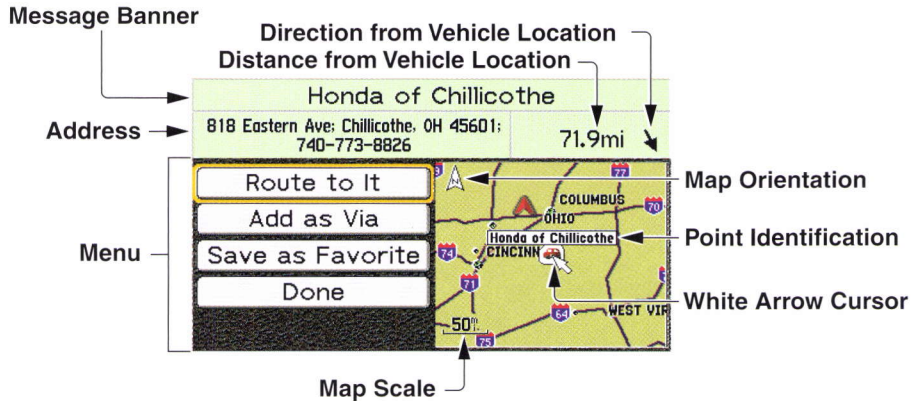 Message Banner
Direction from Vehicle Location
Distance from Vehicle Location
Honda of Chillicothe
Address
818 Eastern Ave; Chillicothe, OH 45601;
740-773-8826
71.9mi
Menu
Route to It
Add as Via
Save as Favorite
Done
77
COLUMBUS
70
OHIO
Honda of Chillicothe
74
CINCINN
71
64
WEST VIR
50
75
Map Orientation
Point Identification
White Arrow Cursor
Map Scale